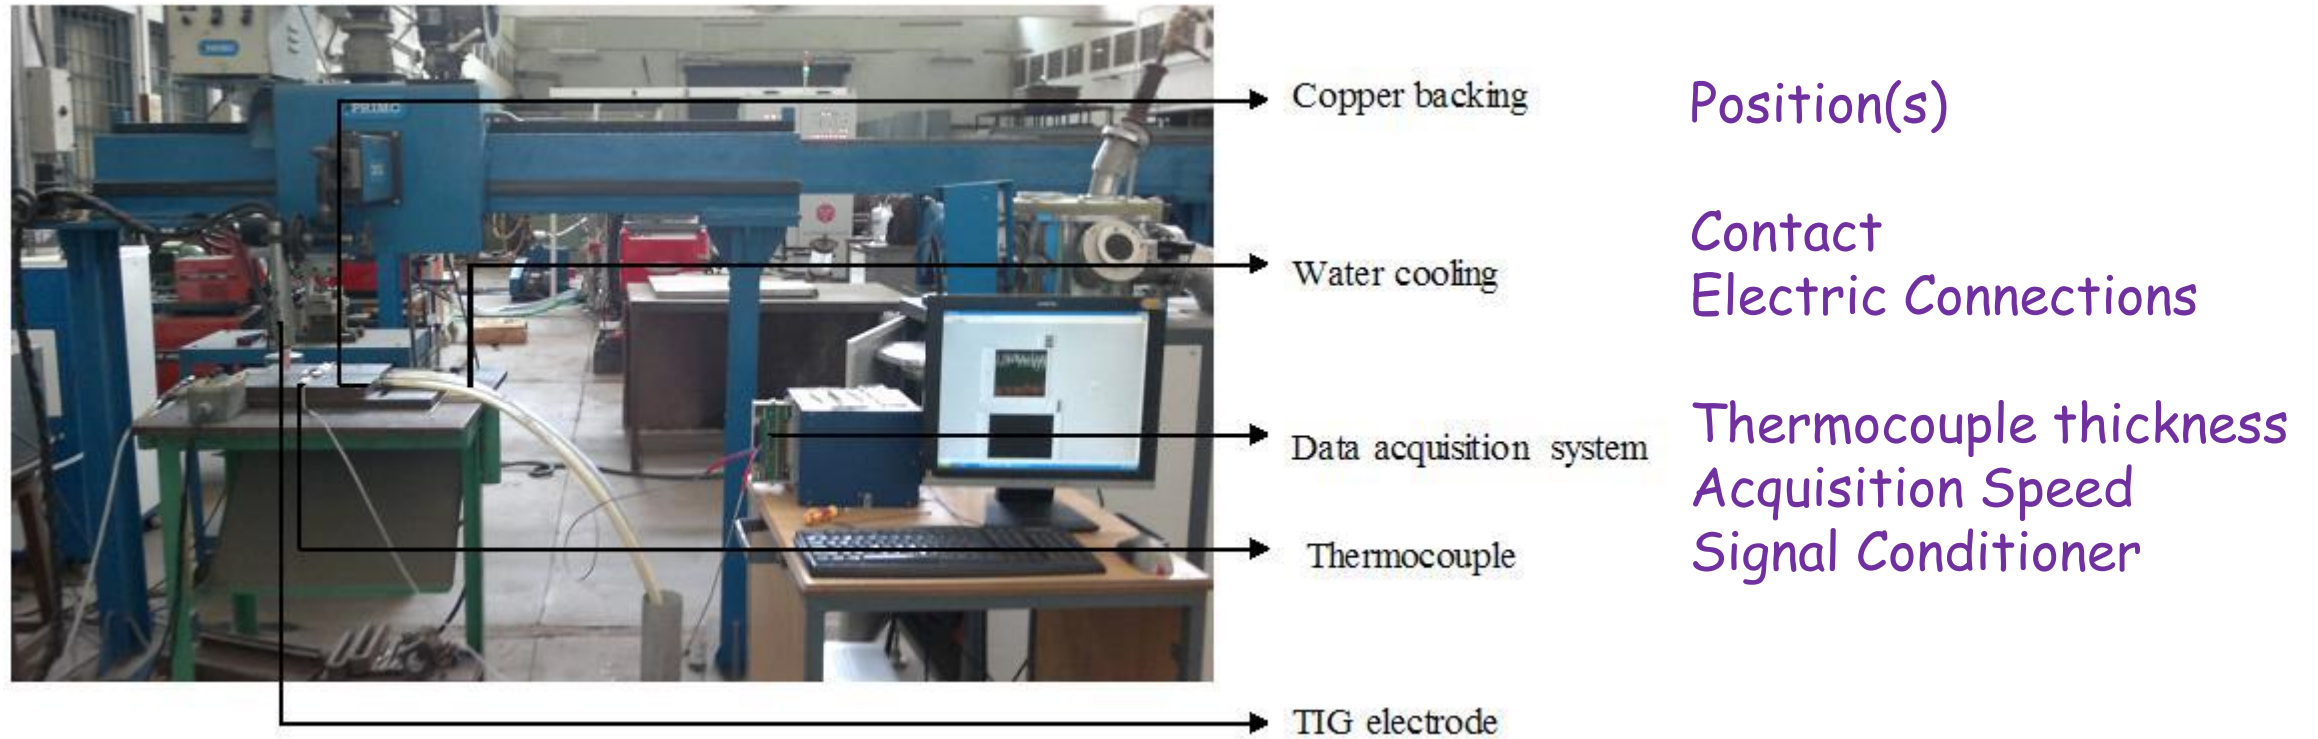 PRIMO
Copper backing
Water cooling
Data acquisition system
Thermocouple
TIG electrode
Position(s)
Contact
Electric Connections
Thermocouple thickness
Acquisition Speed
Signal Conditioner